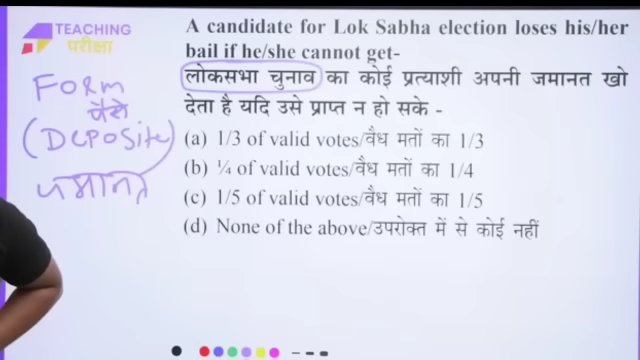 TEACHING
परीक्षा
A candidate for Lok Sabha election loses his/her
bail if he/she cannot get-
लोकसभा चुनाव का कोई प्रत्याशी अपनी जमानत खो
देता है यदि उसे प्राप्त न हो सके -
(a) 1/3 of valid votes/वैध मतों का 1/3
(b) ¼ of valid votes/वैध मतों का 1/4
(c) 1/5 of valid votes/वैध मतों का 1/5
(d) None of the above/उपरोक्त में से कोई नहीं
FORM
पैसे
(DEPOSite)
जमानत